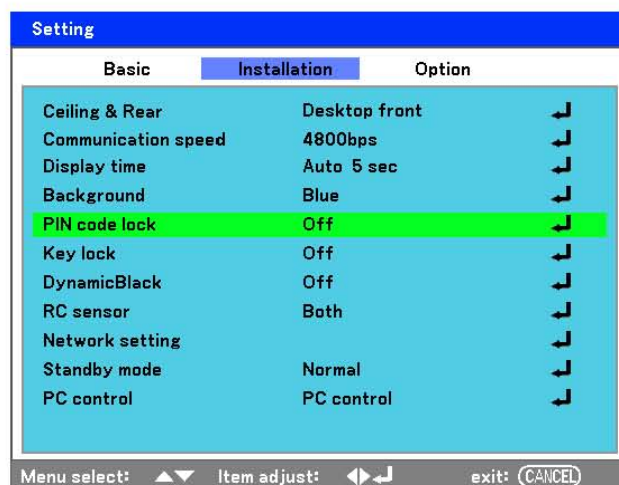 Setting
Basic Installation Option
Ceiling & Rear Desktop front
Communication speed 4800bps
Display time Auto 5 sec
Background Blue
PIN code lock Off
Key lock Off
DynamicBlack Off
RC sensor Both
Network setting
Standby mode Normal
PC control PC control
Menu select: ▲▼ Item adjust: ◀▶↵ exit: (CANCEL)